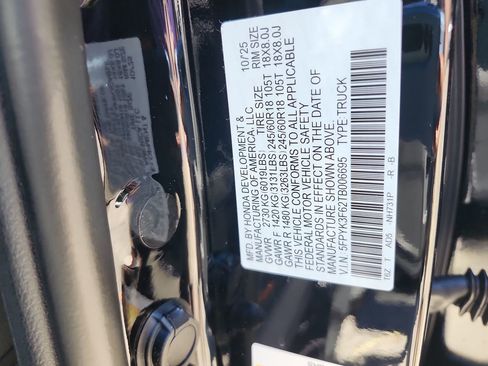 MFD. BY HONDA DEVELOPMENT & 10/'25
MANUFACTURING OF AMERICA, LLC.
TIRE SIZE RIM SIZE
GVWR 2730 KG(6019LBS)
GAWR F 1420 KG(3131LBS) 245/60R18 105T 18X8.0J
GAWR R 1480 KG(3263LBS) 245/60R18 105T 18X8.0J
THIS VEHICLE CONFORMS TO ALL APPLICABLE
FEDERAL MOTOR VEHICLE SAFETY
STANDARDS IN EFFECT ON THE DATE OF
MANUFACTURE SHOWN ABOVE.
V.I.N: 5FPYK3F62TB006695 TYPE:TRUCK
T6Z T AD5 NH731P -R -B